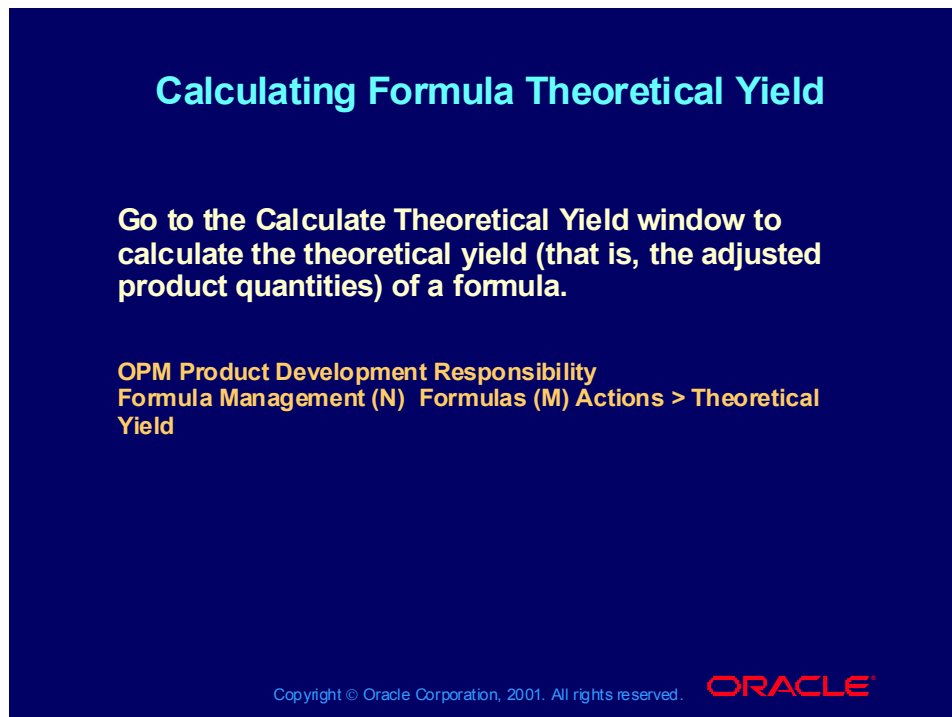 Calculating Formula Theoretical Yield
Go to the Calculate Theoretical Yield window to
calculate the theoretical yield (that is, the adjusted
product quantities) of a formula.
OPM Product Development Responsibility
Formula Management (N)  Formulas (M) Actions > Theoretical
Yield
Copyright © Oracle Corporation, 2001. All rights reserved.
ORACLE®